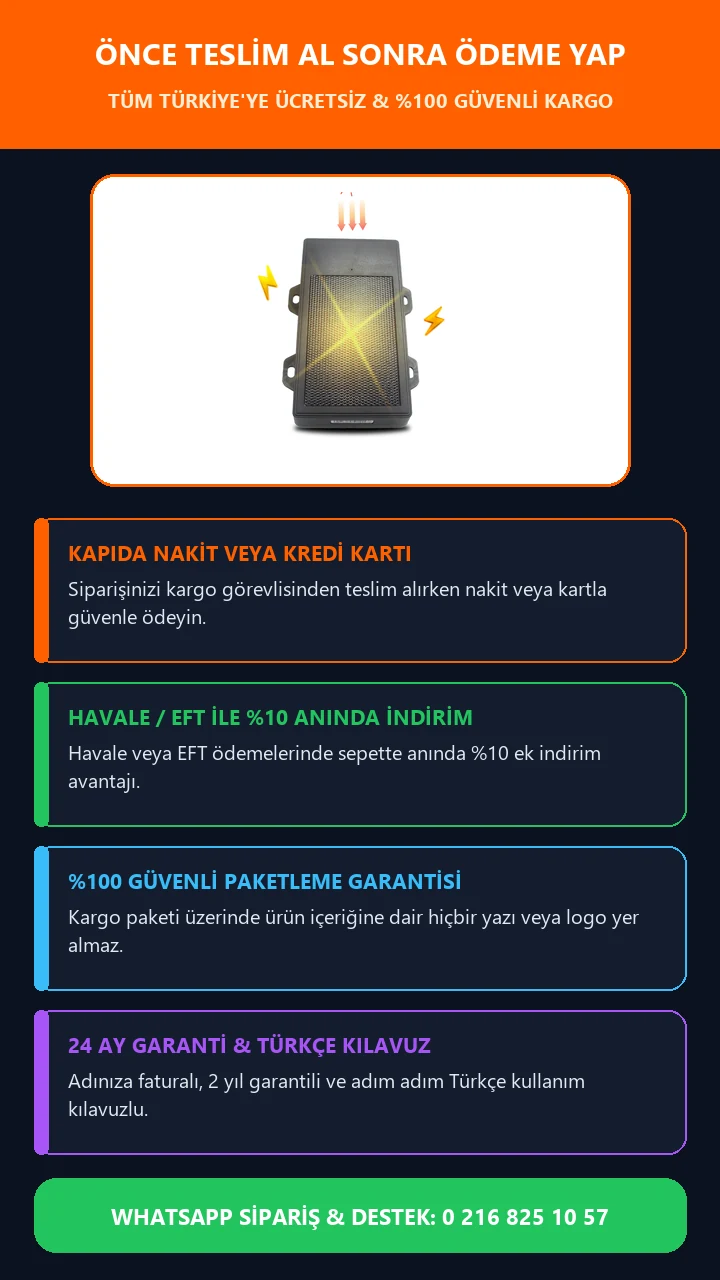 ÖNCE TESLİM AL SONRA ÖDEME YAP
TÜM TÜRKİYE'YE ÜCRETSİZ & %100 GÜVENLİ KARGO
KAPIDA NAKİT VEYA KREDİ KARTI
Siparişinizi kargo görevlisinden teslim alırken nakit veya kartla
güvenle ödeyin.
HAVALE / EFT İLE %10 ANINDA İNDİRİM
Havale veya EFT ödemelerinde sepette anında %10 ek indirim
avantajı.
%100 GÜVENLİ PAKETLEME GARANTİSİ
Kargo paketi üzerinde ürün içeriğine dair hiçbir yazı veya logo yer
almaz.
24 AY GARANTİ & TÜRKÇE KILAVUZ
Adınıza faturalı, 2 yıl garantili ve adım adım Türkçe kullanım
kılavuzlu.
WHATSAPP SİPARİŞ & DESTEK: 0 216 825 10 57